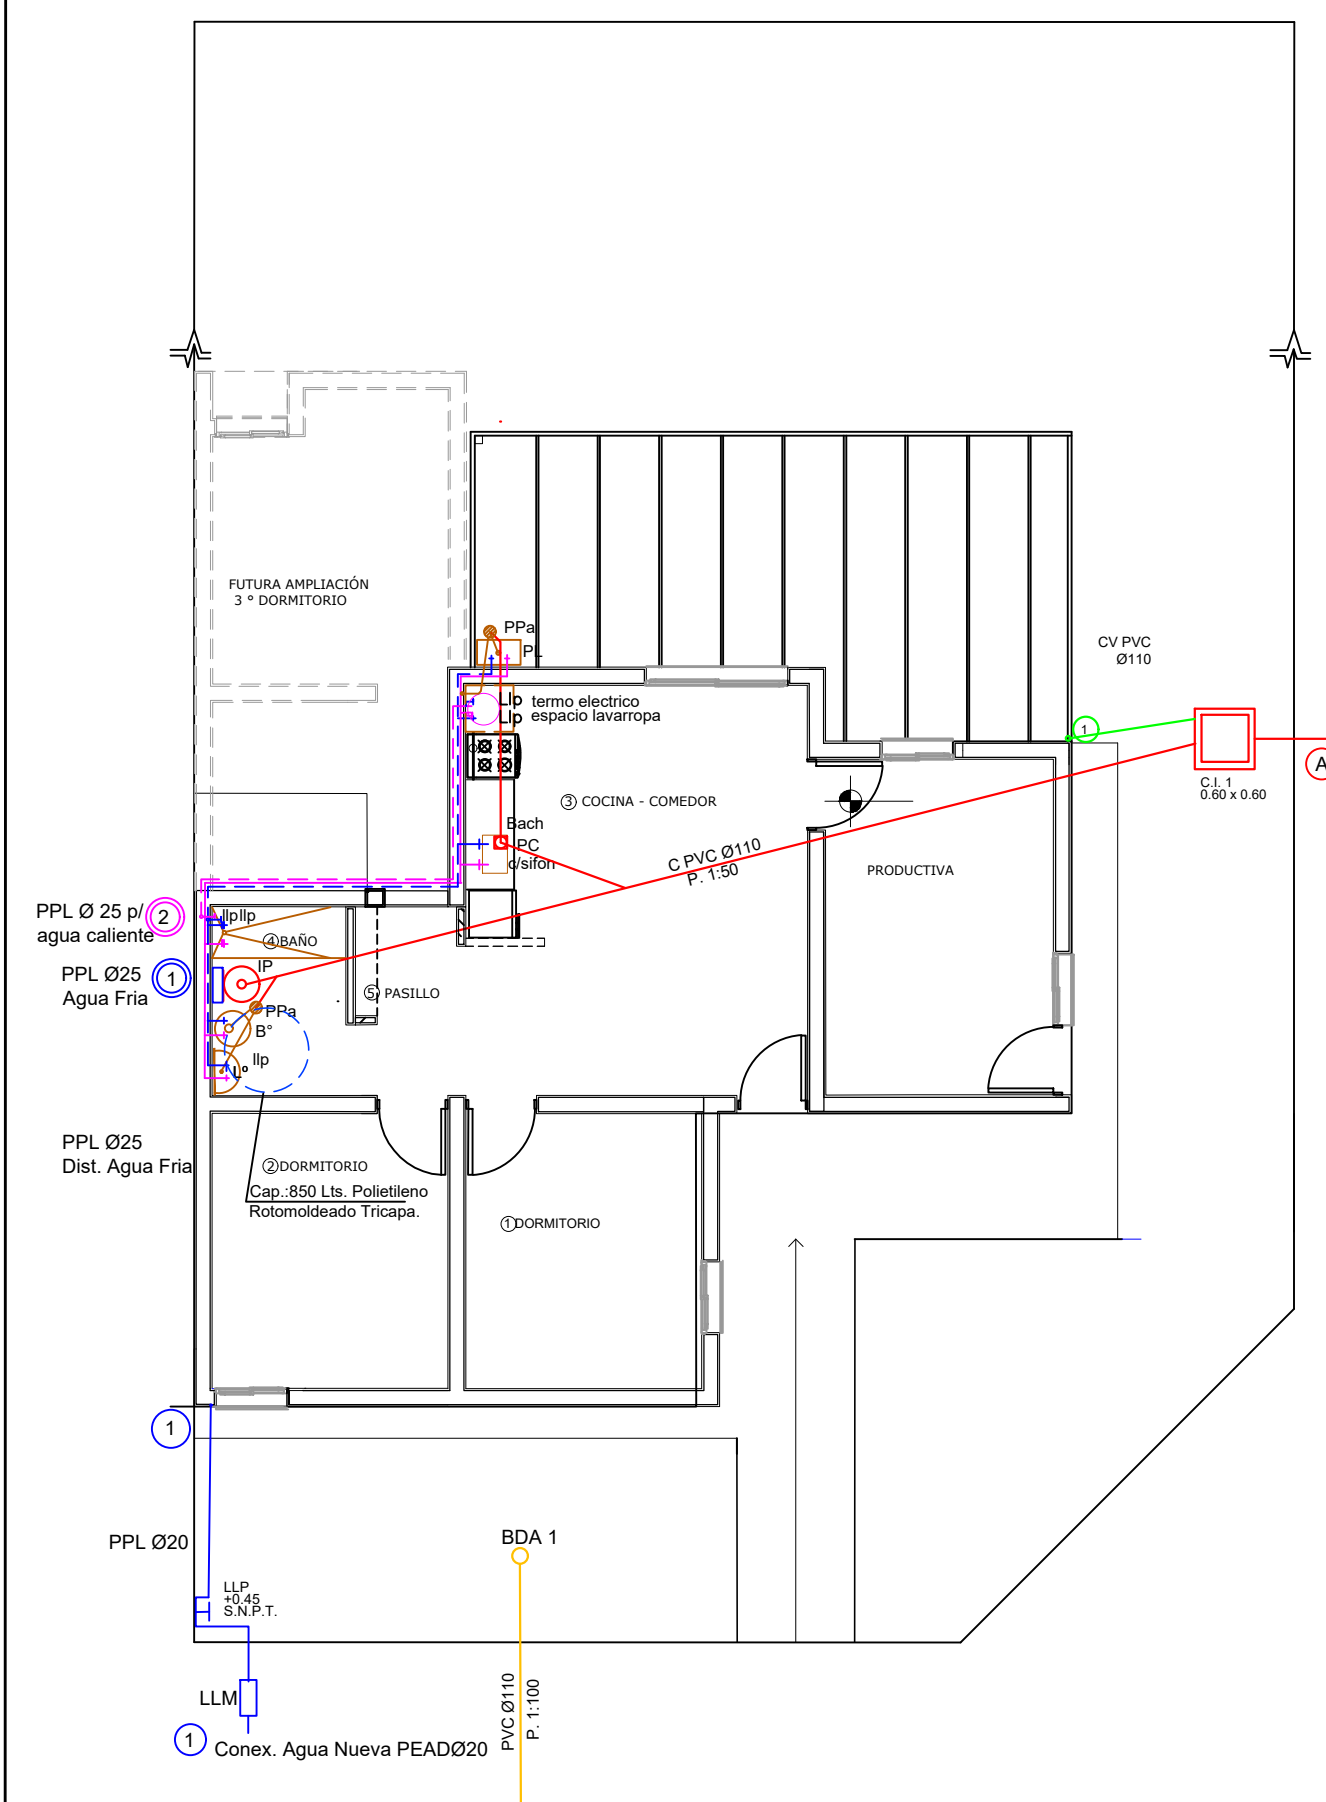 FUTURA AMPLIACIÓN
3 º DORMITORIO
PPa
PL
CV PVC
Ø110
Llp
termo electrico
Llp
espacio lavarropa
1
C.I. 1
0.60 x 0.60
A
③ COCINA - COMEDOR
Bach
PC
c/sifon
C PVC Ø110
P. 1:50
PRODUCTIVA
PPL Ø 25 p/
agua caliente
2
llp
llp
④BAÑO
IP
PPL Ø25
Agua Fria
1
⑤ PASILLO
PPa
B°
llp
Lº
PPL Ø25
Dist. Agua Fria
②DORMITORIO
Cap.:850 Lts. Polietileno
Rotomoldeado Tricapa.
①DORMITORIO
1
PPL Ø20
BDA 1
LLP
+0.45
S.N.P.T.
LLM
PVC Ø110
P. 1:100
1
Conex. Agua Nueva PEADØ20